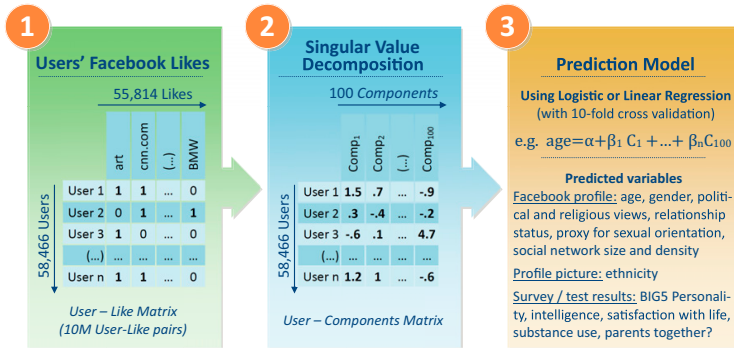 1
Users' Facebook Likes
55,814 Likes
art cnn.com (...) BMW
58,466 Users
User 1 1 1 ... 0
User 2 0 1 ... 1
User 3 1 0 ... 0
(...) ... ... ... ...
User n 1 1 ... 0
User – Like Matrix
(10M User-Like pairs)
2
Singular Value
Decomposition
100 Components
Comp1 Comp2 (...) Comp100
58,466 Users
User 1 1.5 .7 ... -.9
User 2 .3 -.4 ... -.2
User 3 -.6 .1 ... 4.7
(...) ... ... ... ...
User n 1.2 1 ... -.6
User – Components Matrix
3
Prediction Model
Using Logistic or Linear Regression
(with 10-fold cross validation)
e.g. age=α+β1 C1 +...+ βnC100
Predicted variables
Facebook profile: age, gender, politi-
cal and religious views, relationship
status, proxy for sexual orientation,
social network size and density
Profile picture: ethnicity
Survey / test results: BIG5 Personali-
ty, intelligence, satisfaction with life,
substance use, parents together?